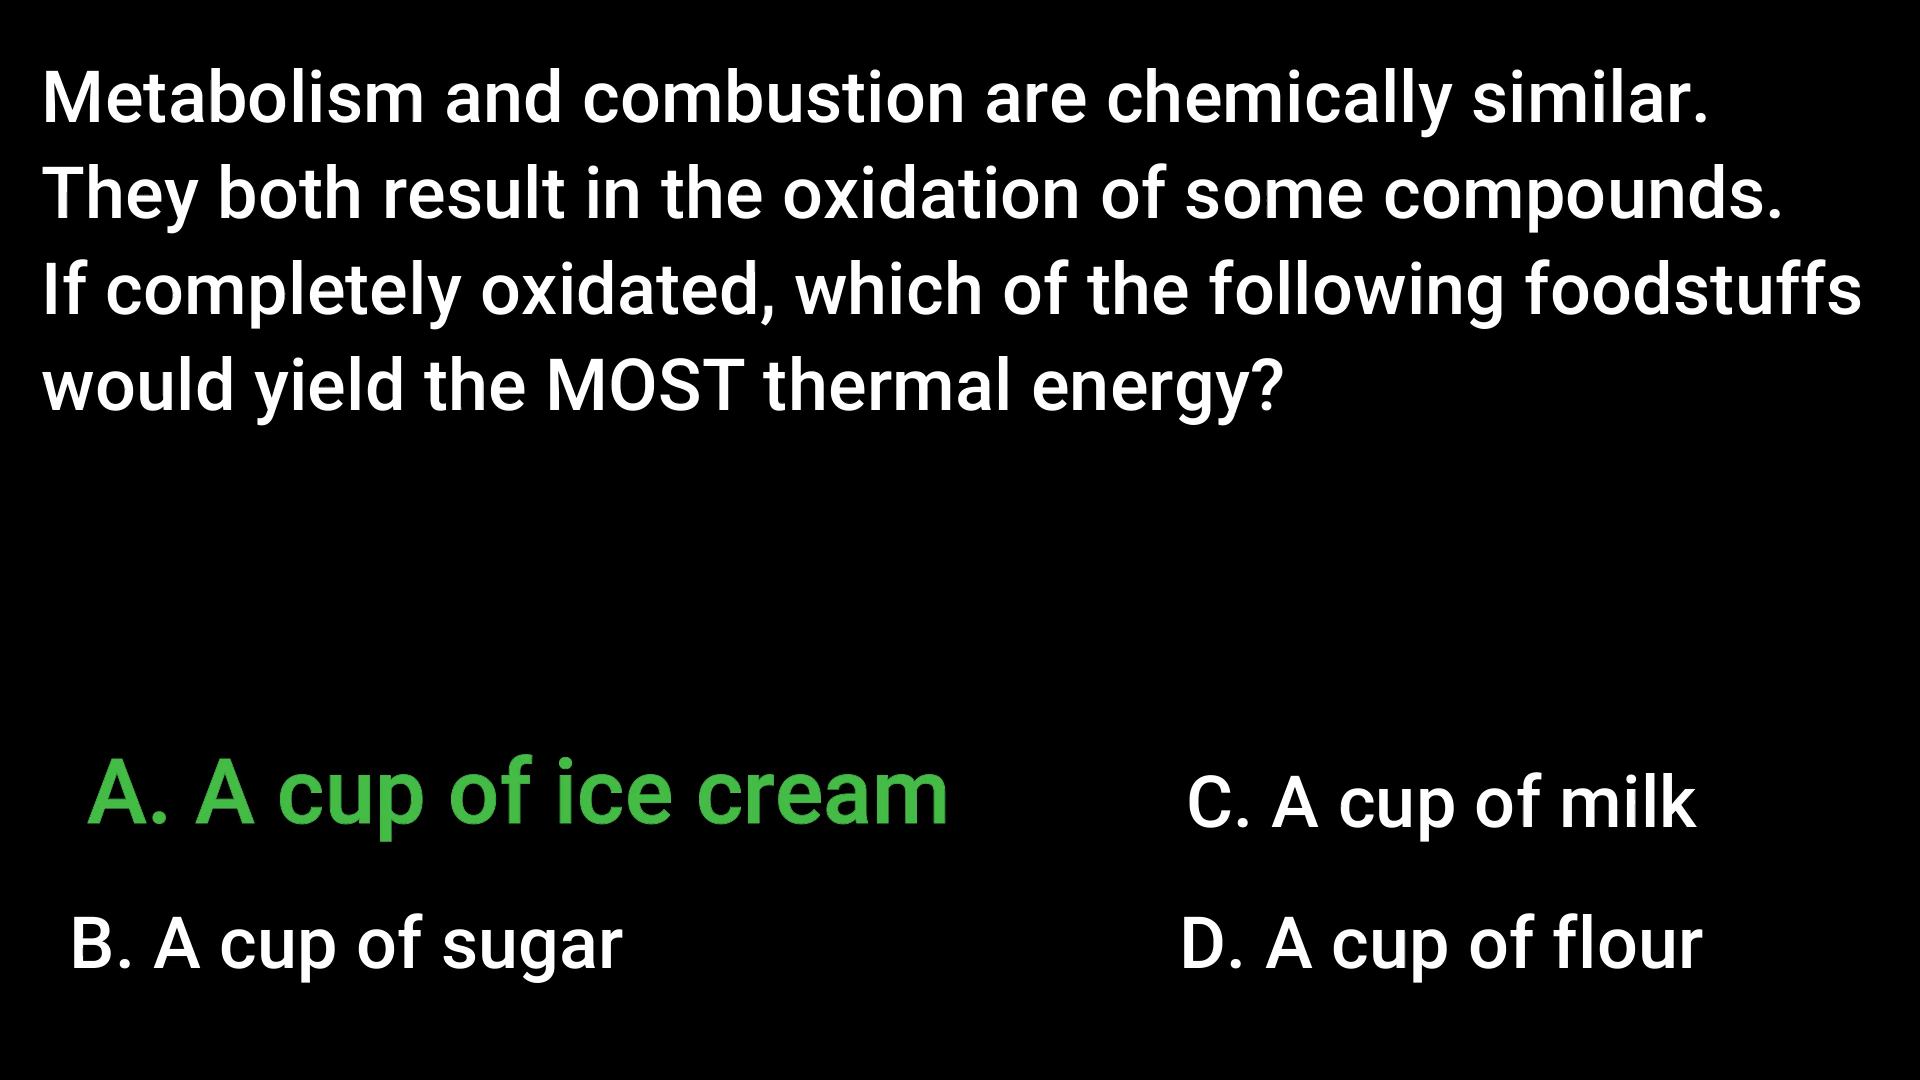 Metabolism and combustion are chemically similar.
They both result in the oxidation of some compounds.
If completely oxidated, which of the following foodstuffs
would yield the MOST thermal energy?
A. A cup of ice cream
B. A cup of sugar
C. A cup of milk
D. A cup of flour